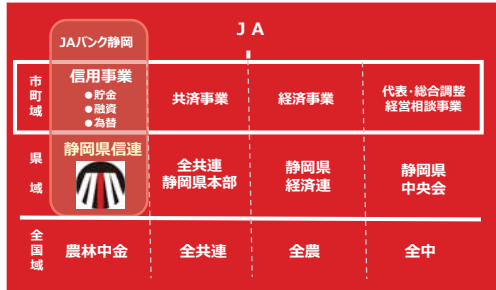 JA
JAバンク静岡
市町域
信用事業
●貯金
●融資
●為替
共済事業
経済事業
代表・総合調整
経営相談事業
県域
静岡県信連
全共連
静岡県本部
静岡県
経済連
静岡県
中央会
全国域
農林中金
全共連
全農
全中